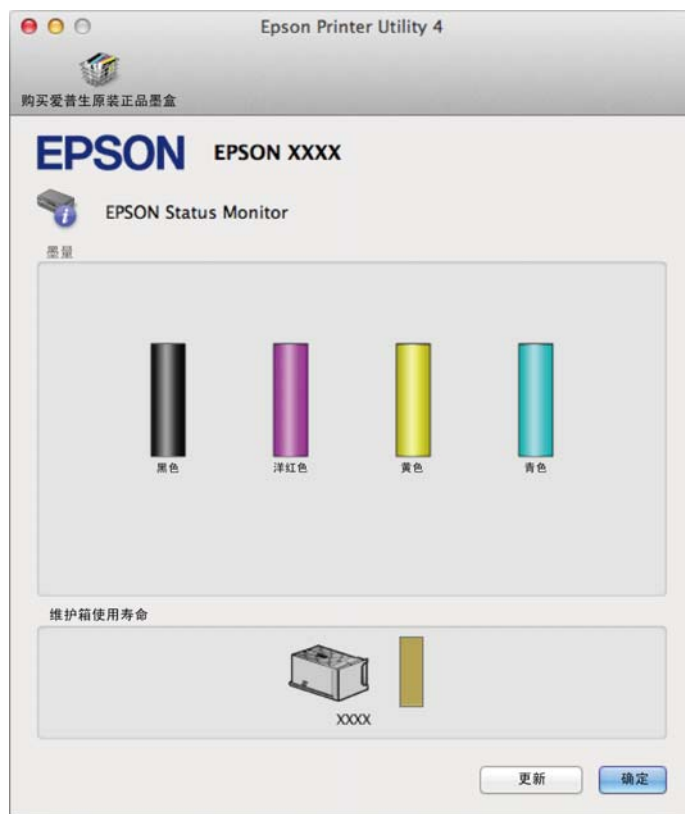 Epson Printer Utility 4
购买爱普生原装正品墨盒
EPSON EPSON XXXX
EPSON Status Monitor
墨量
黑色 洋红色 黄色 青色
维护箱使用寿命
XXXX
更新 确定